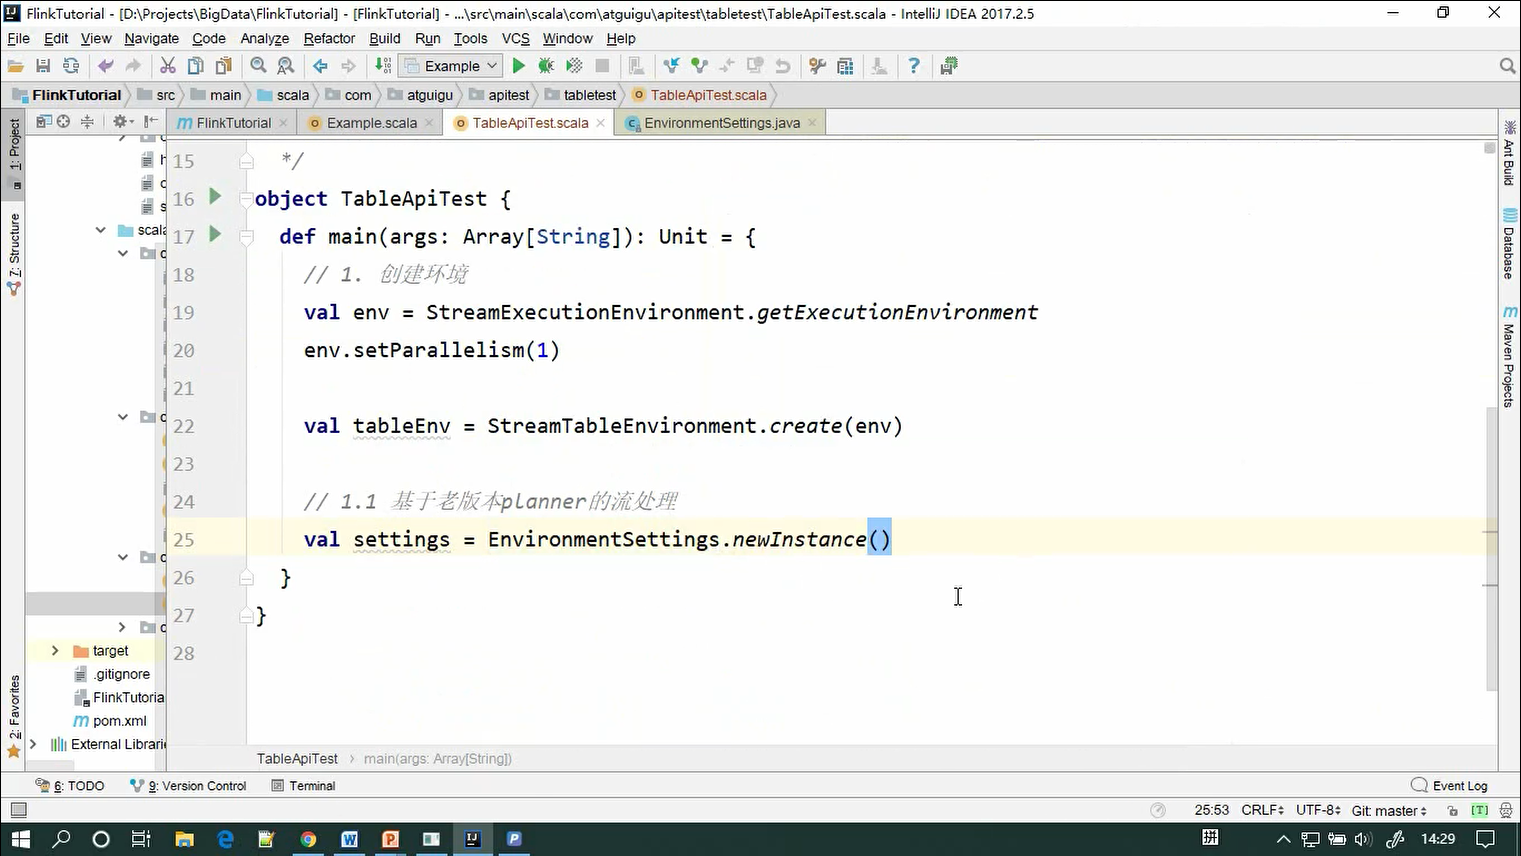 FlinkTutorial - [D:\Projects\BigData\FlinkTutorial] - [FlinkTutorial] - ...\src\main\scala\com\atguigu\apitest\tabletest\TableApiTest.scala - IntelliJ IDEA 2017.2.5
File Edit View Navigate Code Analyze Refactor Build Run Tools VCS Window Help
Example
FlinkTutorial src main scala com atguigu apitest tabletest TableApiTest.scala
FlinkTutorial Example.scala TableApiTest.scala EnvironmentSettings.java
1: Project
7: Structure
2: Favorites
scala
target
.gitignore
FlinkTutoria
pom.xml
External Librari
15 */
16 object TableApiTest {
17 def main(args: Array[String]): Unit = {
18 // 1. 创建环境
19 val env = StreamExecutionEnvironment.getExecutionEnvironment
20 env.setParallelism(1)
21
22 val tableEnv = StreamTableEnvironment.create(env)
23
24 // 1.1 基于老版本planner的流处理
25 val settings = EnvironmentSettings.newInstance()
26 }
27 }
28
TableApiTest main(args: Array[String])
Ant Build
Database
Maven Projects
6: TODO 9: Version Control Terminal Event Log
25:53 CRLF UTF-8 Git: master
拼 14:29